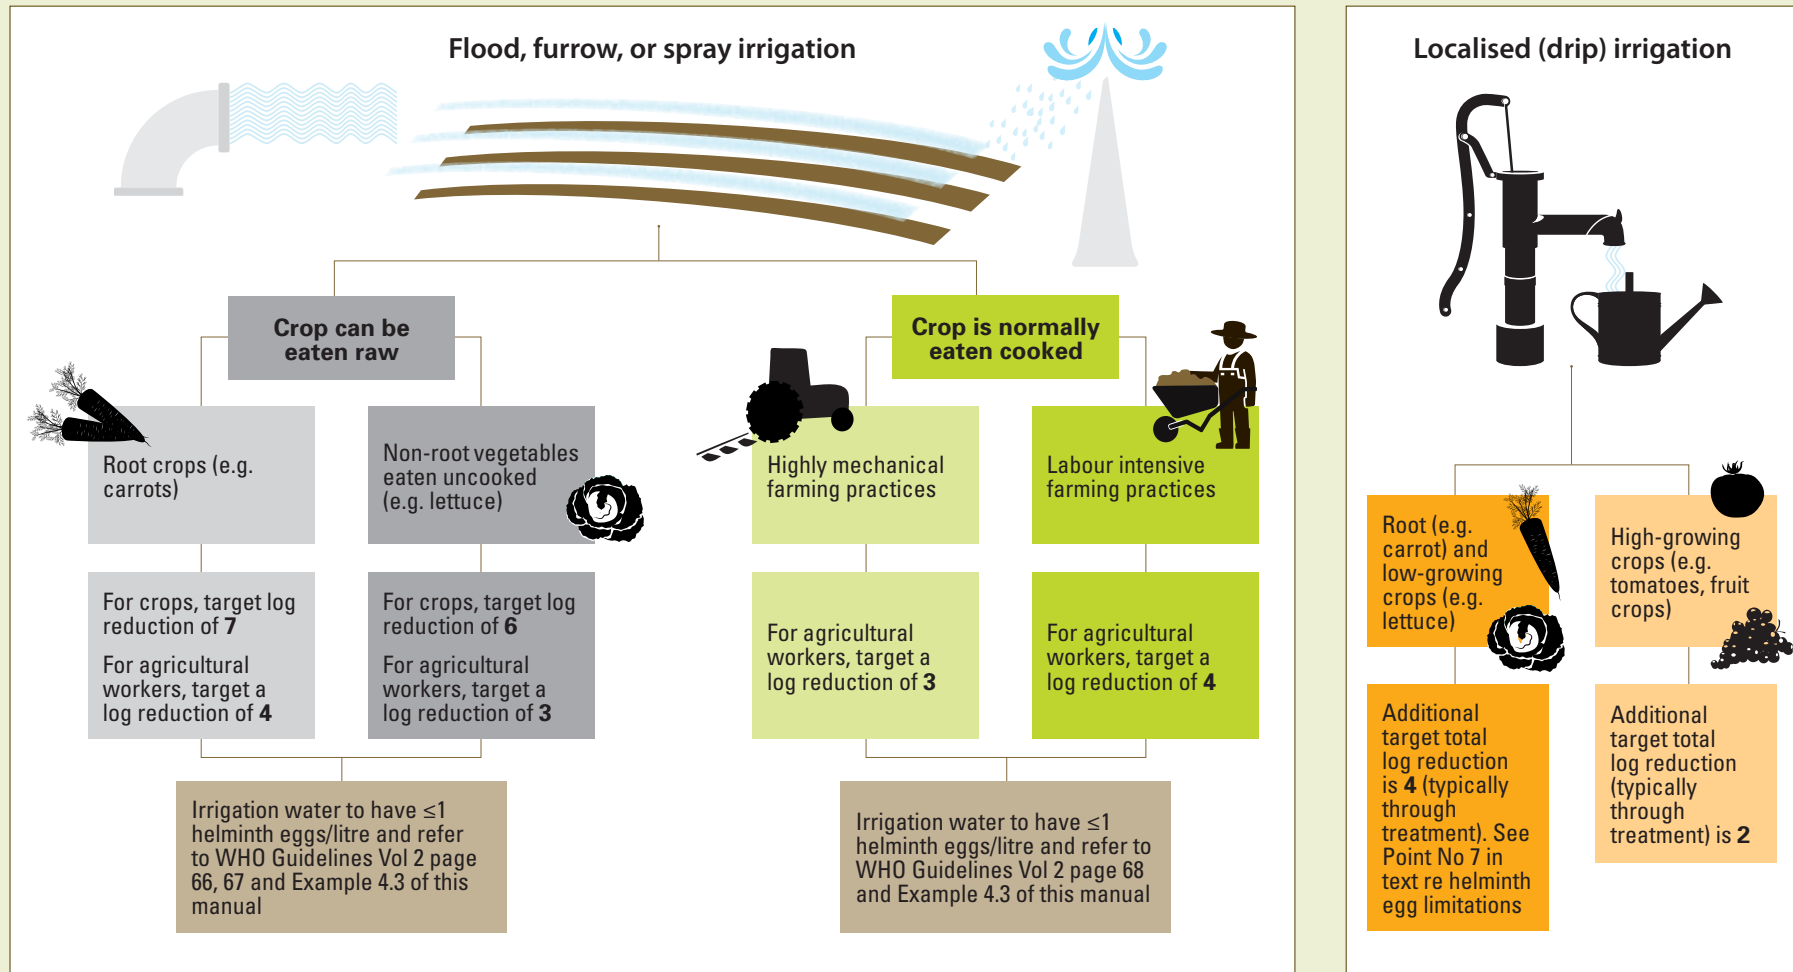 Flood, furrow, or spray irrigation
Crop can be
eaten raw
Root crops (e.g.
carrots)
For crops, target log
reduction of 7
For agricultural
workers, target a
log reduction of 4
Non-root vegetables
eaten uncooked
(e.g. lettuce)
For crops, target log
reduction of 6
For agricultural
workers, target a
log reduction of 3
Irrigation water to have ≤1
helminth eggs/litre and refer
to WHO Guidelines Vol 2 page
66, 67 and Example 4.3 of this
manual
Crop is normally
eaten cooked
Highly mechanical
farming practices
For agricultural
workers, target a
log reduction of 3
Labour intensive
farming practices
For agricultural
workers, target a
log reduction of 4
Irrigation water to have ≤1
helminth eggs/litre and refer to
WHO Guidelines Vol 2 page 68
and Example 4.3 of this manual
Localised (drip) irrigation
Root (e.g.
carrot) and
low-growing
crops (e.g.
lettuce)
Additional
target total
log reduction
is 4 (typically
through
treatment). See
Point No 7 in
text re helminth
egg limitations
High-growing
crops (e.g.
tomatoes, fruit
crops)
Additional
target total
log reduction
(typically
through
treatment) is 2